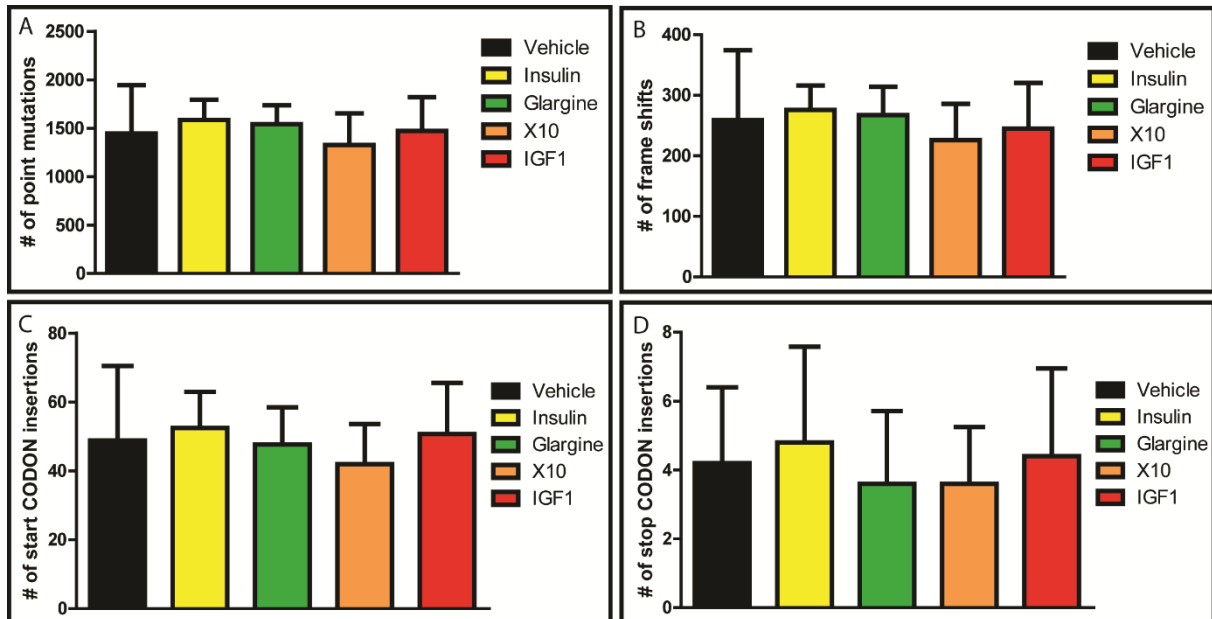 A
# of point mutations
2500
2000
1500
1000
500
0
Vehicle
Insulin
Glargine
X10
IGF1
B
# of frame shifts
400
300
200
100
0
Vehicle
Insulin
Glargine
X10
IGF1
C
# of start CODON insertions
80
60
40
20
0
Vehicle
Insulin
Glargine
X10
IGF1
D
# of stop CODON insertions
8
6
4
2
0
Vehicle
Insulin
Glargine
X10
IGF1